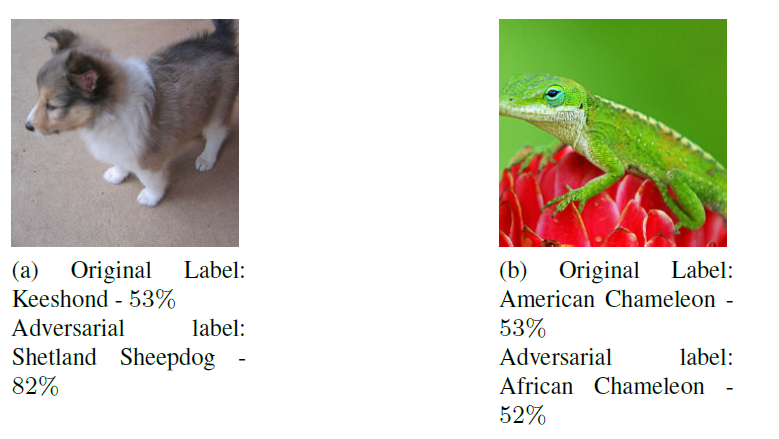 (a) Original Label:
Keeshond - 53%
Adversarial label:
Shetland Sheepdog -
82%
(b) Original Label:
American Chameleon -
53%
Adversarial label:
African Chameleon -
52%